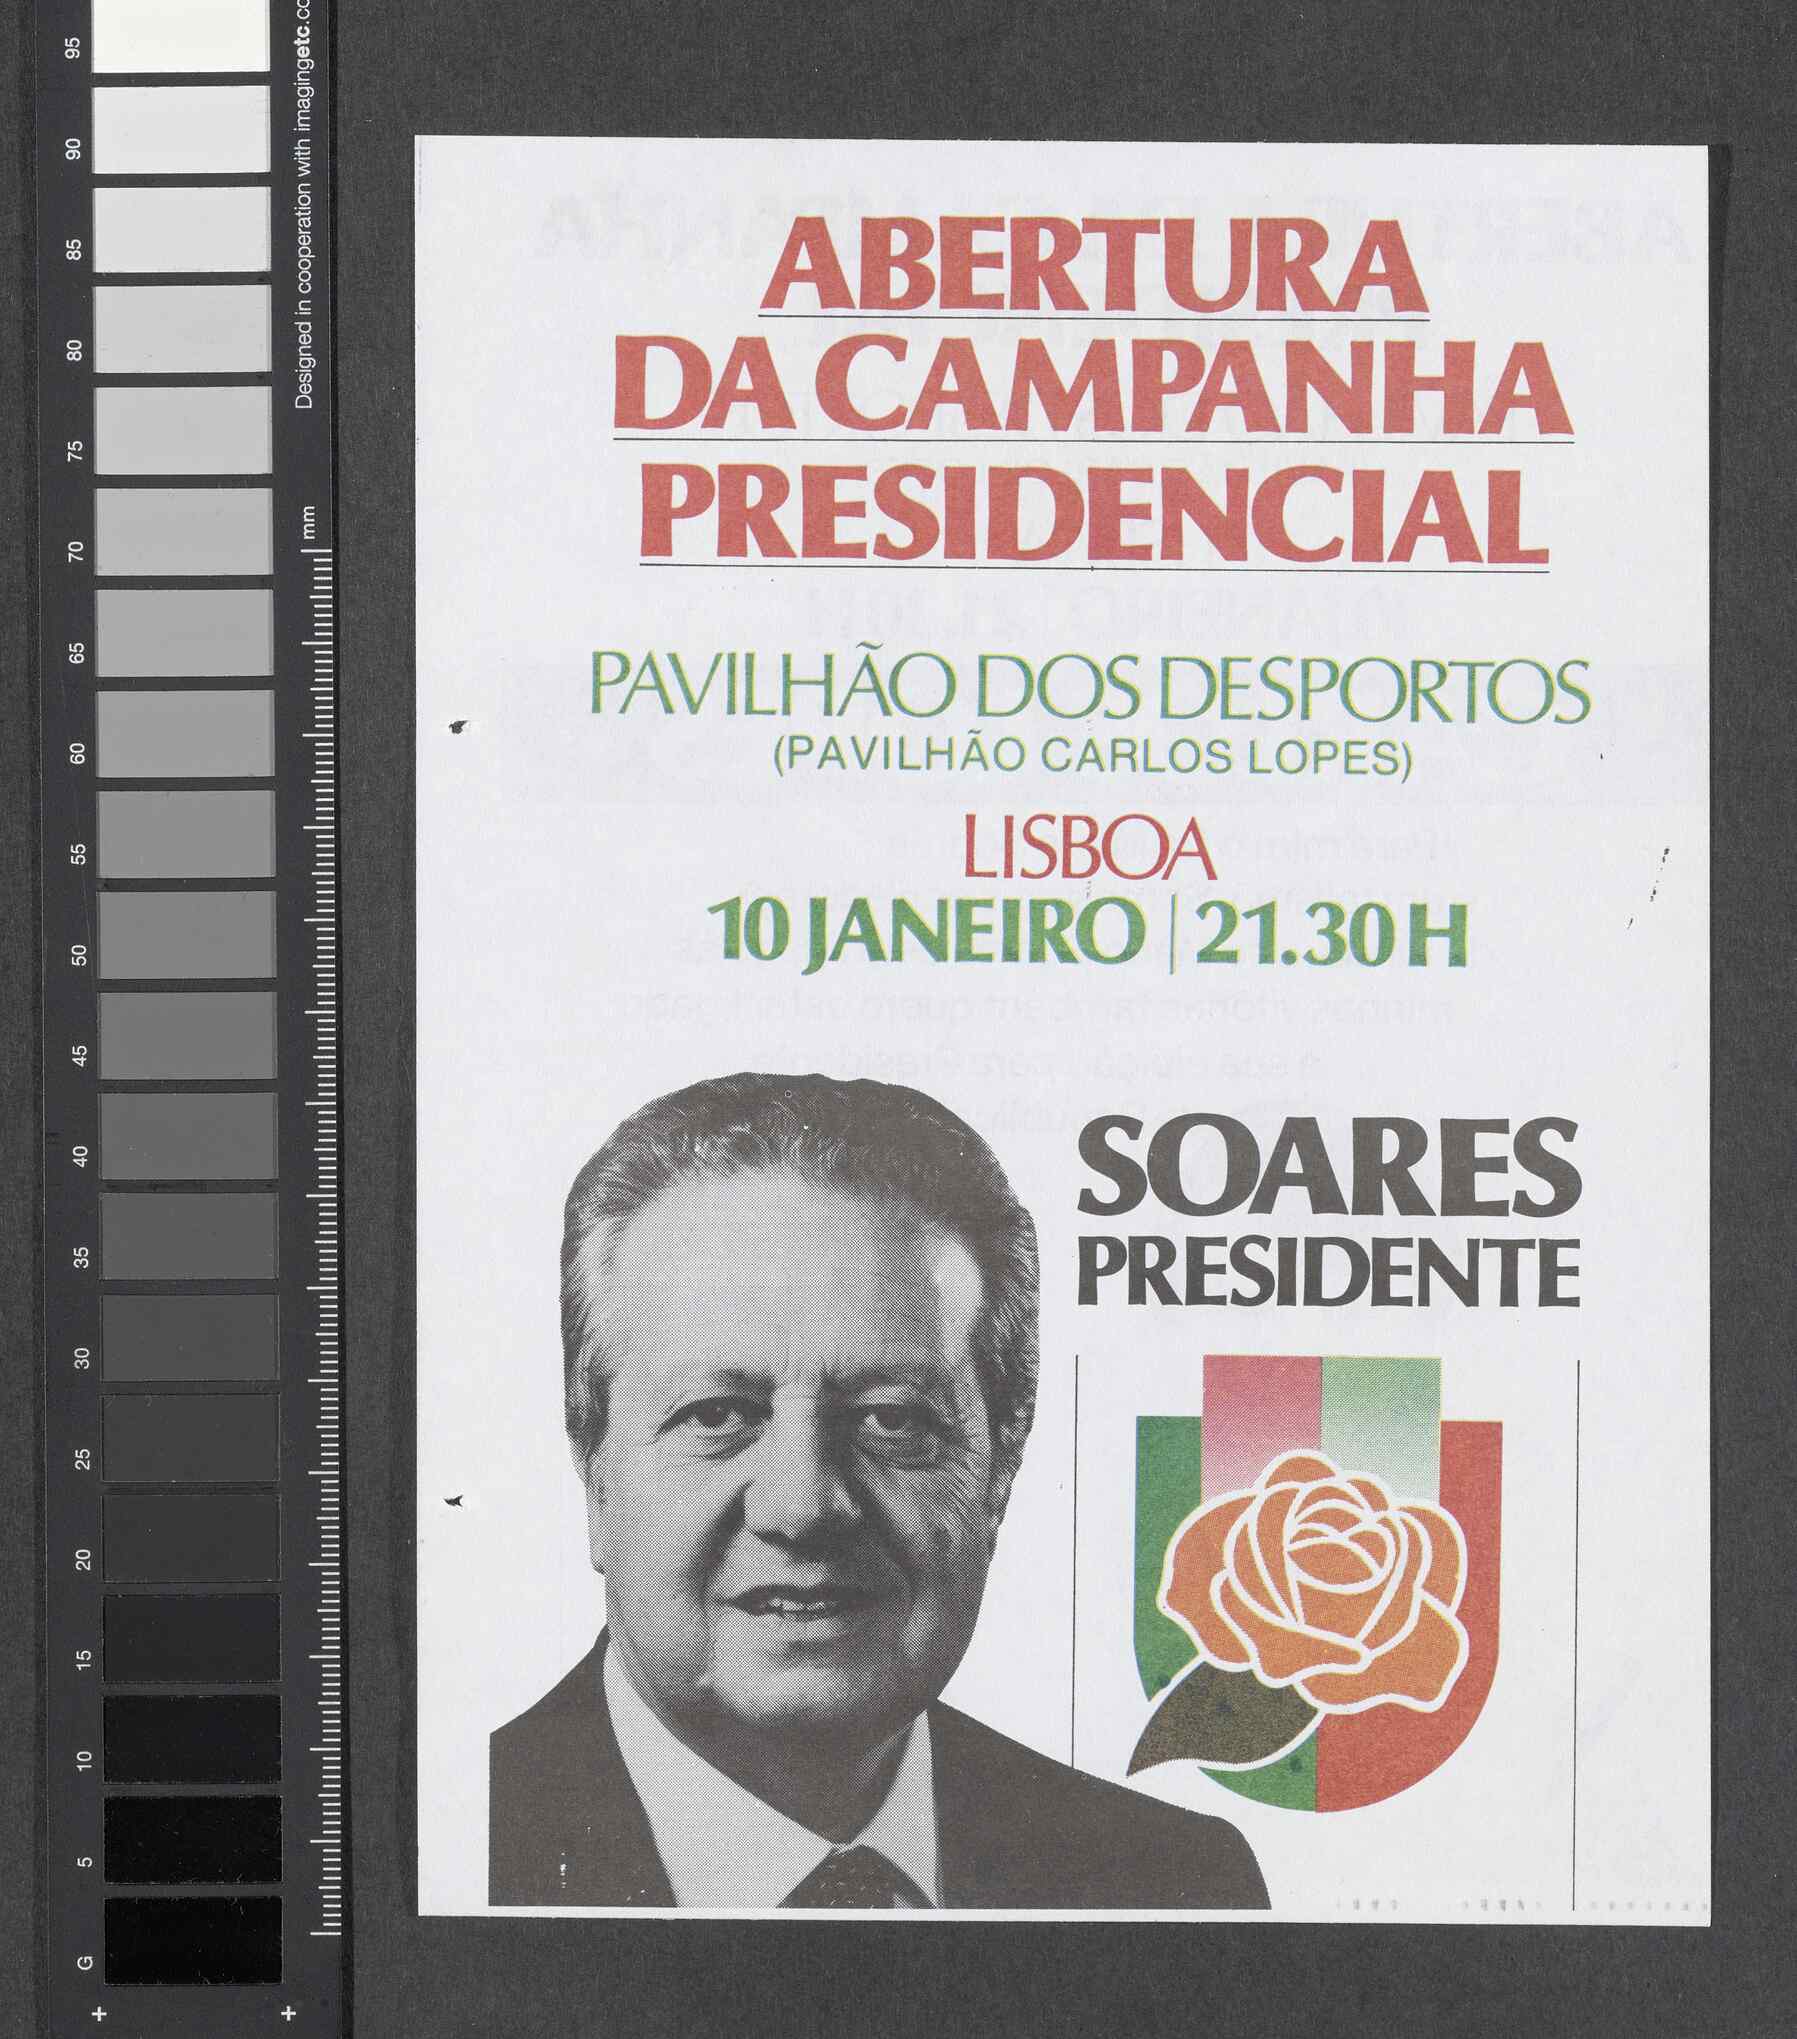 ABERTURA
DA CAMPANHA
PRESIDENCIAL
PAVILHÃO DOS DESPORTOS
(PAVILHÃO CARLOS LOPES)
LISBOA
10 JANEIRO | 21.30 H
SOARES
PRESIDENTE
95
90
85
80
75
70
65
60
55
50
45
40
35
30
25
20
15
10
5
G
Designed in cooperation with imagingetc.co
mm